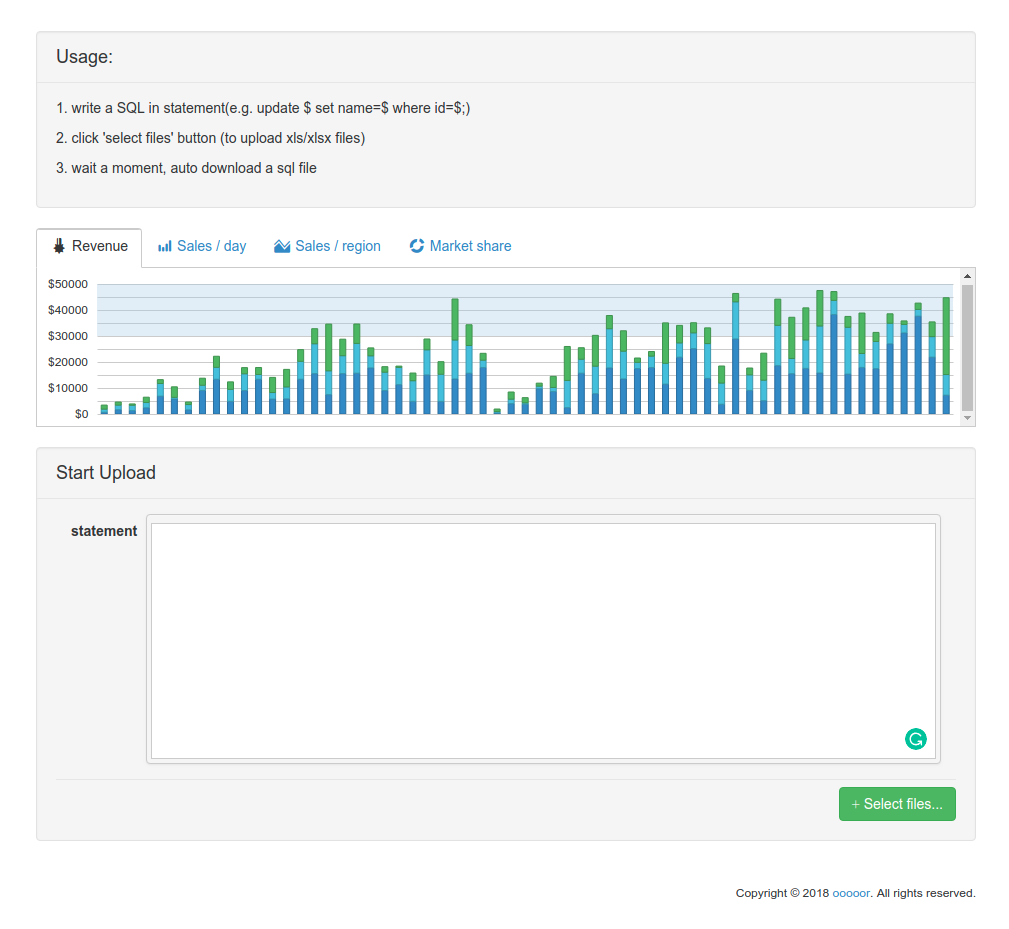 Usage:
1. write a SQL in statement(e.g. update $ set name=$ where id=$;)
2. click 'select files' button (to upload xls/xlsx files)
3. wait a moment, auto download a sql file
Revenue Sales / day Sales / region Market share
$50000
$40000
$30000
$20000
$10000
$0
Start Upload
statement
+ Select files...
Copyright © 2018 ooooor. All rights reserved.